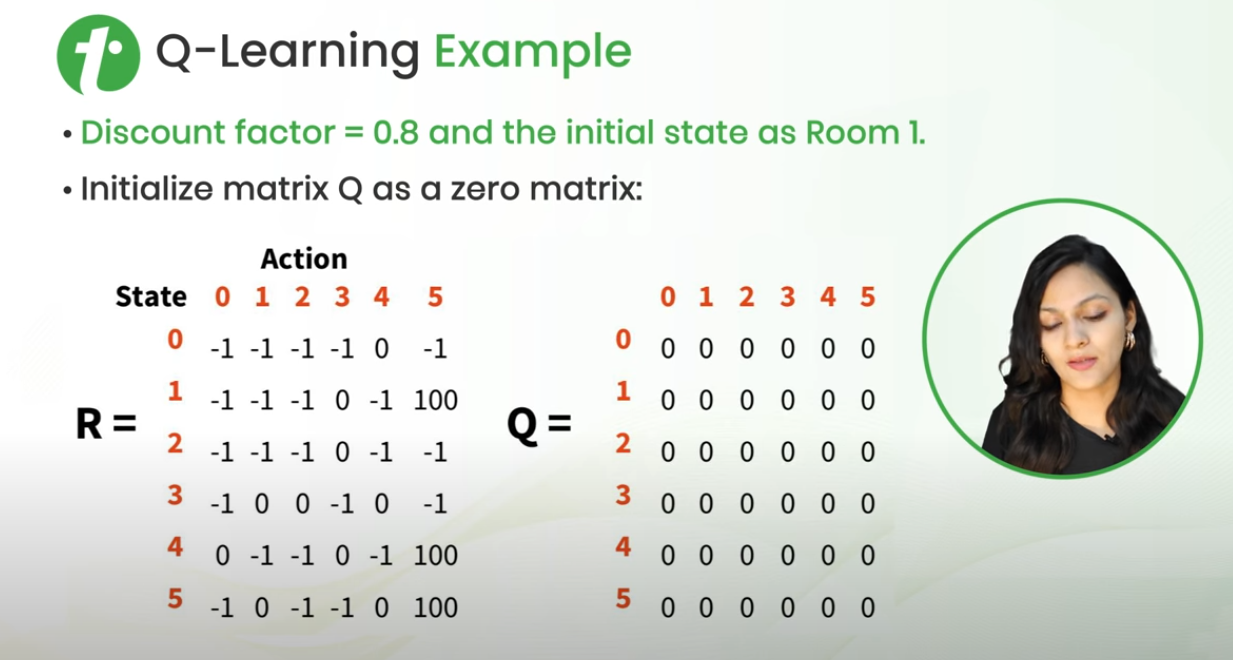 Q-Learning Example
• Discount factor = 0.8 and the initial state as Room 1.
• Initialize matrix Q as a zero matrix:
Action
State 0 1 2 3 4 5
0 -1 -1 -1 -1 0 -1
1 -1 -1 -1 0 -1 100
R = 2 -1 -1 -1 0 -1 -1
3 -1 0 0 -1 0 -1
4 0 -1 -1 0 -1 100
5 -1 0 -1 -1 0 100
0 1 2 3 4 5
0 0 0 0 0 0 0
1 0 0 0 0 0 0
Q = 2 0 0 0 0 0 0
3 0 0 0 0 0 0
4 0 0 0 0 0 0
5 0 0 0 0 0 0